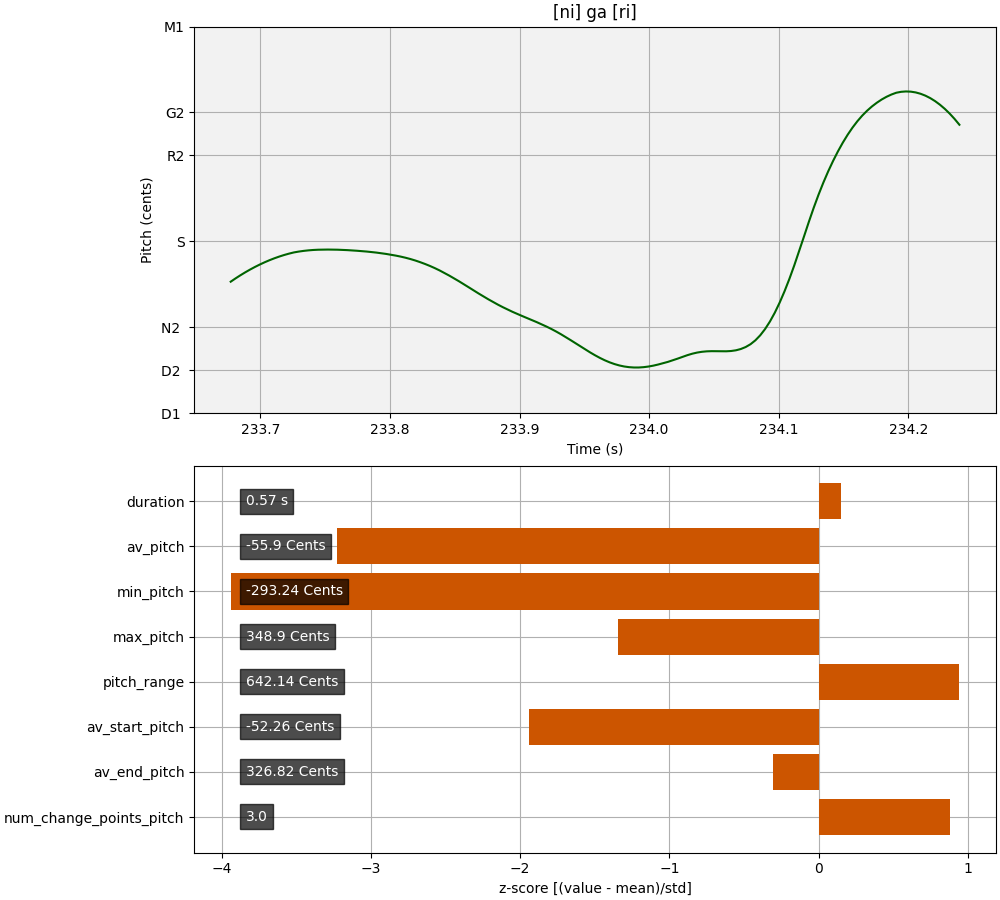 [ni] ga [ri]
M1
G2
R2
S
N2
D2
D1
Pitch (cents)
233.7 233.8 233.9 234.0 234.1 234.2
Time (s)
duration 0.57 s
av_pitch -55.9 Cents
min_pitch -293.24 Cents
max_pitch 348.9 Cents
pitch_range 642.14 Cents
av_start_pitch -52.26 Cents
av_end_pitch 326.82 Cents
num_change_points_pitch 3.0
−4 −3 −2 −1 0 1
z-score [(value - mean)/std]